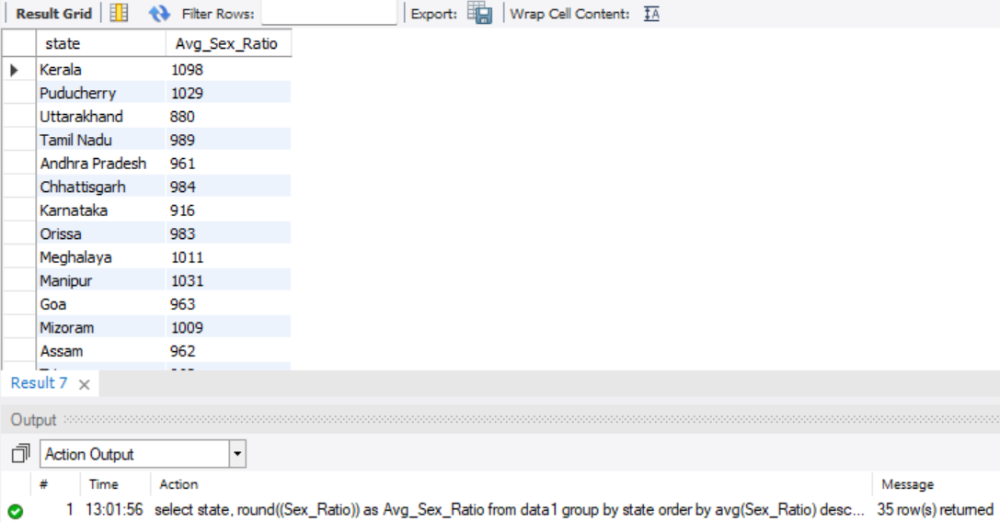 Result Grid Filter Rows: Export: Wrap Cell Content: IA
state Avg_Sex_Ratio
Kerala 1098
Puducherry 1029
Uttarakhand 880
Tamil Nadu 989
Andhra Pradesh 961
Chhattisgarh 984
Karnataka 916
Orissa 983
Meghalaya 1011
Manipur 1031
Goa 963
Mizoram 1009
Assam 962
Result 7
Output
Action Output
# Time Action Message
1 13:01:56 select state, round((Sex_Ratio)) as Avg_Sex_Ratio from data1 group by state order by avg(Sex_Ratio) desc... 35 row(s) returned